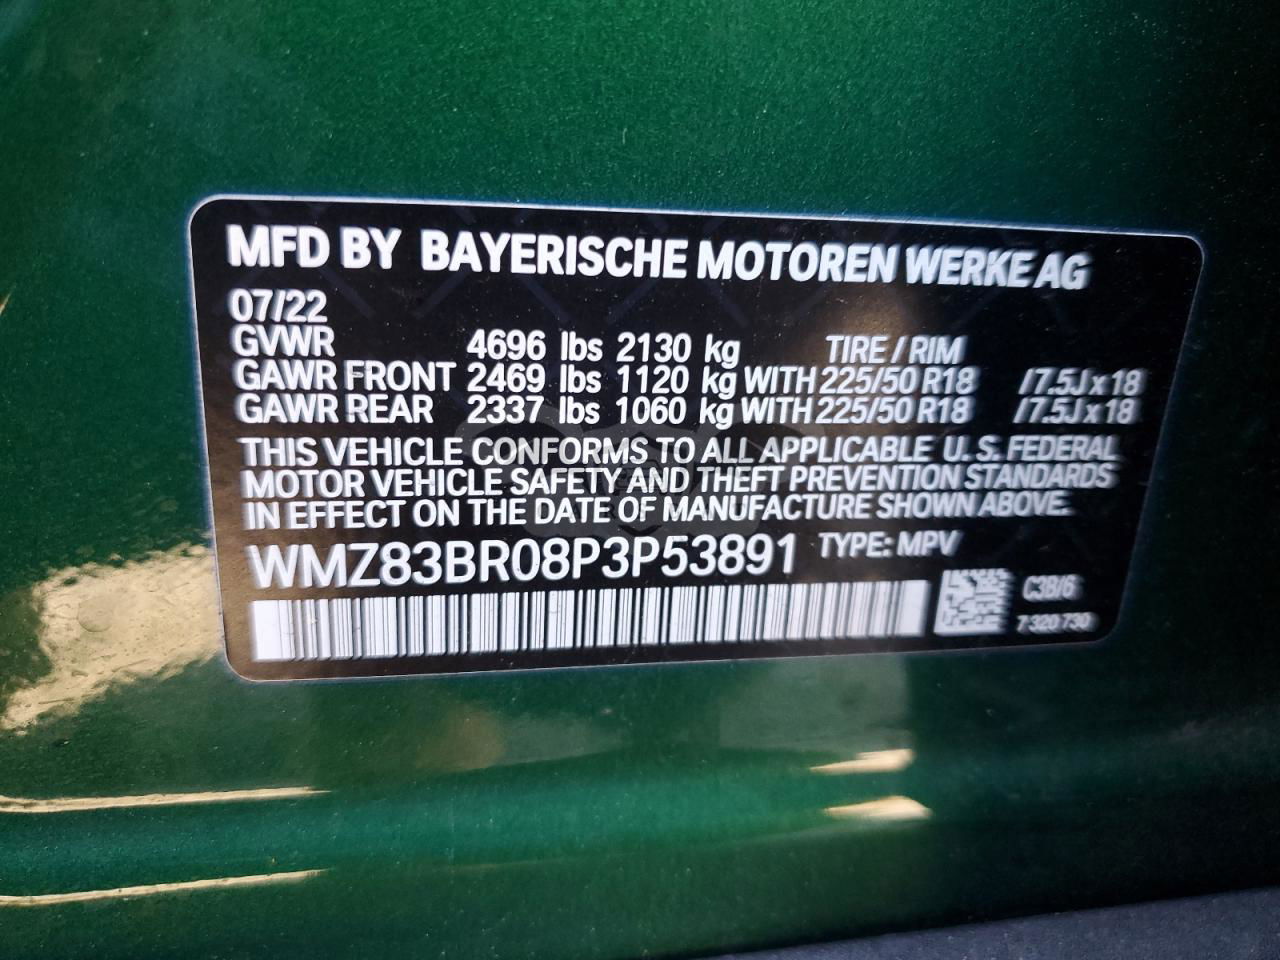 MFD BY BAYERISCHE MOTOREN WERKE AG
07/22
GVWR 4696 lbs 2130 kg TIRE / RIM
GAWR FRONT 2469 lbs 1120 kg WITH 225/50 R18 / 7.5J x 18
GAWR REAR 2337 lbs 1060 kg WITH 225/50 R18 / 7.5J x 18
THIS VEHICLE CONFORMS TO ALL APPLICABLE U. S. FEDERAL
MOTOR VEHICLE SAFETY AND THEFT PREVENTION STANDARDS
IN EFFECT ON THE DATE OF MANUFACTURE SHOWN ABOVE.
WMZ83BR08P3P53891 TYPE: MPV
C3B/6
7 320 730